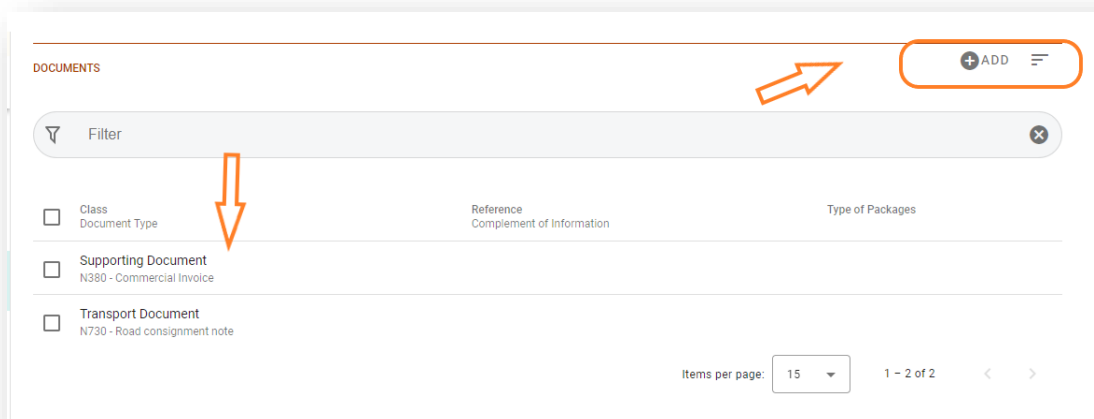 DOCUMENTS
ADD
Filter
Class Reference Type of Packages
Document Type Complement of Information
Supporting Document
N380 - Commercial Invoice
Transport Document
N730 - Road consignment note
Items per page: 15 1 – 2 of 2